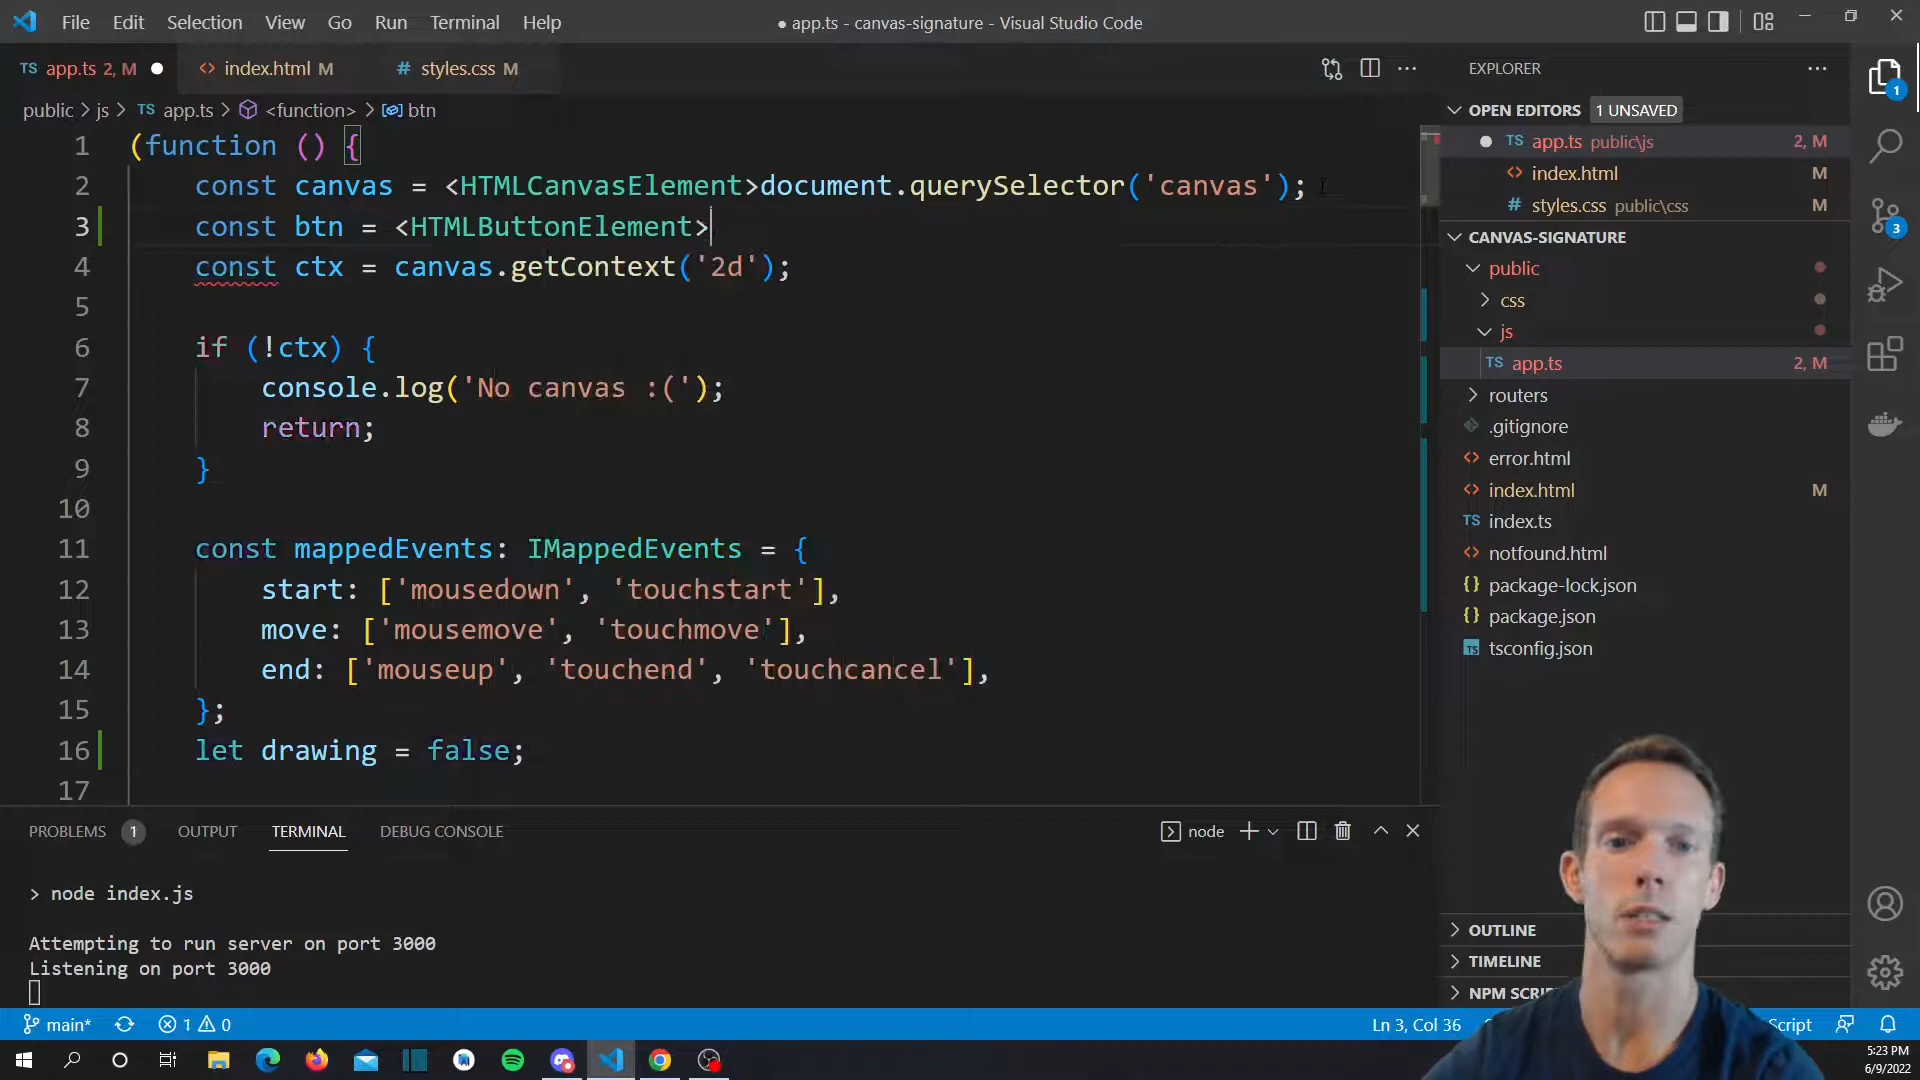 File Edit Selection View Go Run Terminal Help
● app.ts - canvas-signature - Visual Studio Code
TS app.ts 2, M ●
<> index.html M
# styles.css M
public > js > TS app.ts > <function> > btn
1 (function () {
2 const canvas = <HTMLCanvasElement>document.querySelector('canvas');
3 const btn = <HTMLButtonElement>
4 const ctx = canvas.getContext('2d');
5
6 if (!ctx) {
7 console.log('No canvas :(');
8 return;
9 }
10
11 const mappedEvents: IMappedEvents = {
12 start: ['mousedown', 'touchstart'],
13 move: ['mousemove', 'touchmove'],
14 end: ['mouseup', 'touchend', 'touchcancel'],
15 };
16 let drawing = false;
17
EXPLORER
OPEN EDITORS 1 UNSAVED
● TS app.ts public\js 2, M
<> index.html M
# styles.css public\css M
CANVAS-SIGNATURE
public
css
js
TS app.ts 2, M
routers
.gitignore
error.html
index.html M
TS index.ts
notfound.html
{} package-lock.json
{} package.json
TS tsconfig.json
OUTLINE
TIMELINE
1
3
PROBLEMS 1 OUTPUT TERMINAL DEBUG CONSOLE
node
> node index.js
Attempting to run server on port 3000
Listening on port 3000
main* 1 0
Ln 3, Col 36
5:23 PM
6/9/2022